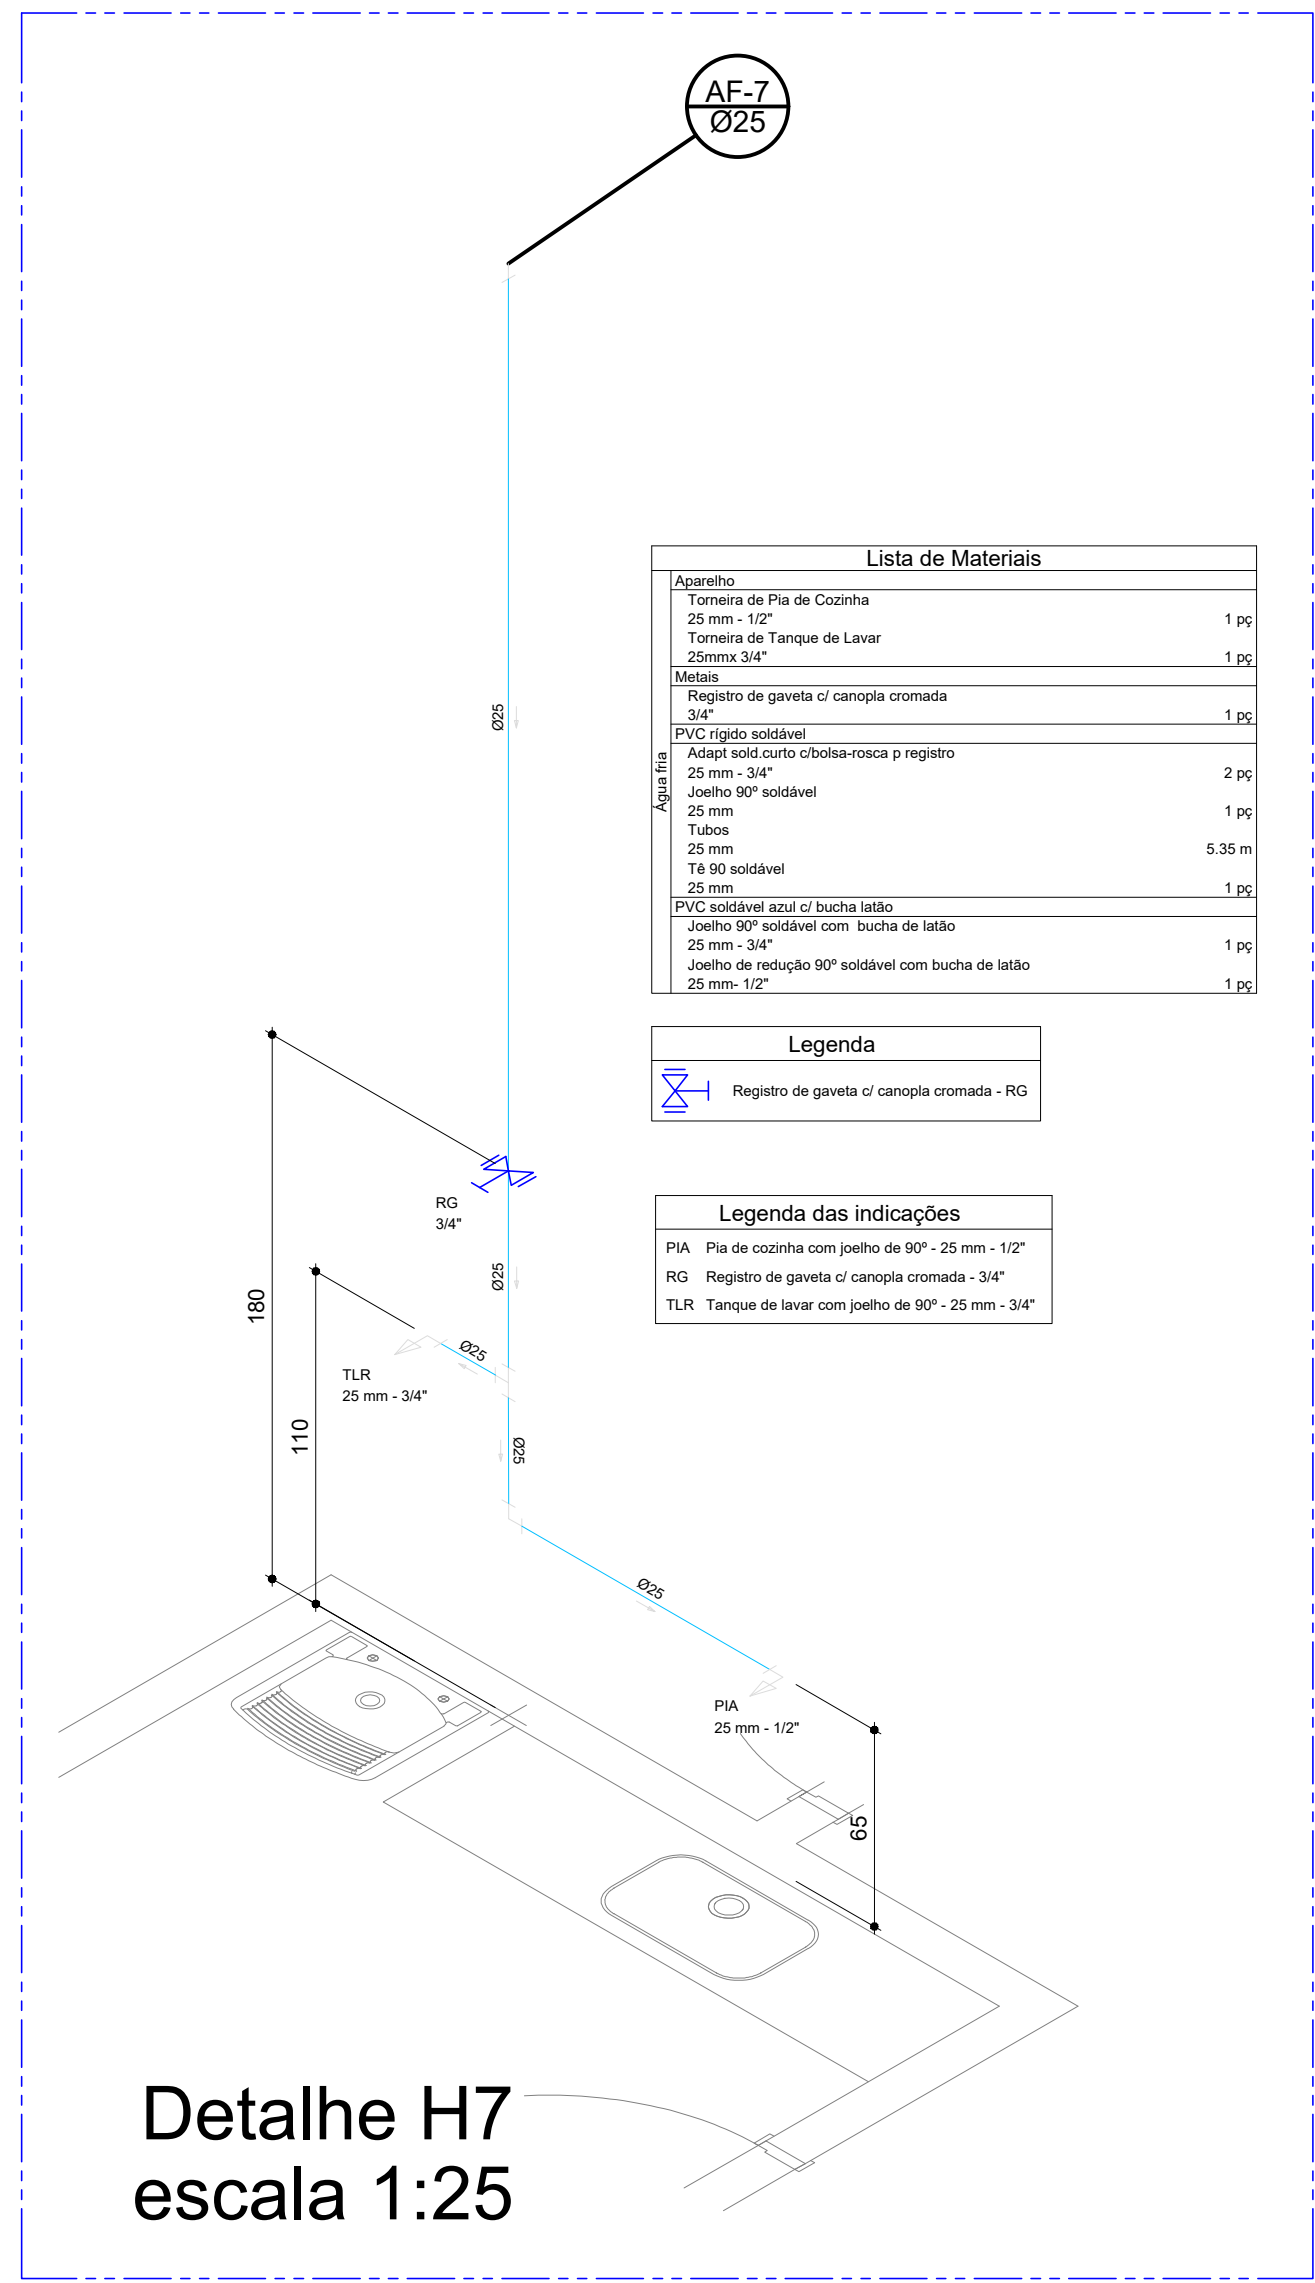 AF-7
Ø25
Lista de Materiais
Água fria
Aparelho
Torneira de Pia de Cozinha
25 mm - 1/2" 1 pç
Torneira de Tanque de Lavar
25mmx 3/4" 1 pç
Metais
Registro de gaveta c/ canopla cromada
3/4" 1 pç
PVC rígido soldável
Adapt sold.curto c/bolsa-rosca p registro
25 mm - 3/4" 2 pç
Joelho 90º soldável
25 mm 1 pç
Tubos
25 mm 5.35 m
Tê 90 soldável
25 mm 1 pç
PVC soldável azul c/ bucha latão
Joelho 90º soldável com  bucha de latão
25 mm - 3/4" 1 pç
Joelho de redução 90º soldável com bucha de latão
25 mm- 1/2" 1 pç
Ø25
Legenda
Registro de gaveta c/ canopla cromada - RG
RG
3/4"
Legenda das indicações
PIA Pia de cozinha com joelho de 90º - 25 mm - 1/2"
RG Registro de gaveta c/ canopla cromada - 3/4"
TLR Tanque de lavar com joelho de 90º - 25 mm - 3/4"
Ø25
180
Ø25
TLR
25 mm - 3/4"
110
Ø25
Ø25
PIA
25 mm - 1/2"
65
Detalhe H7
escala 1:25